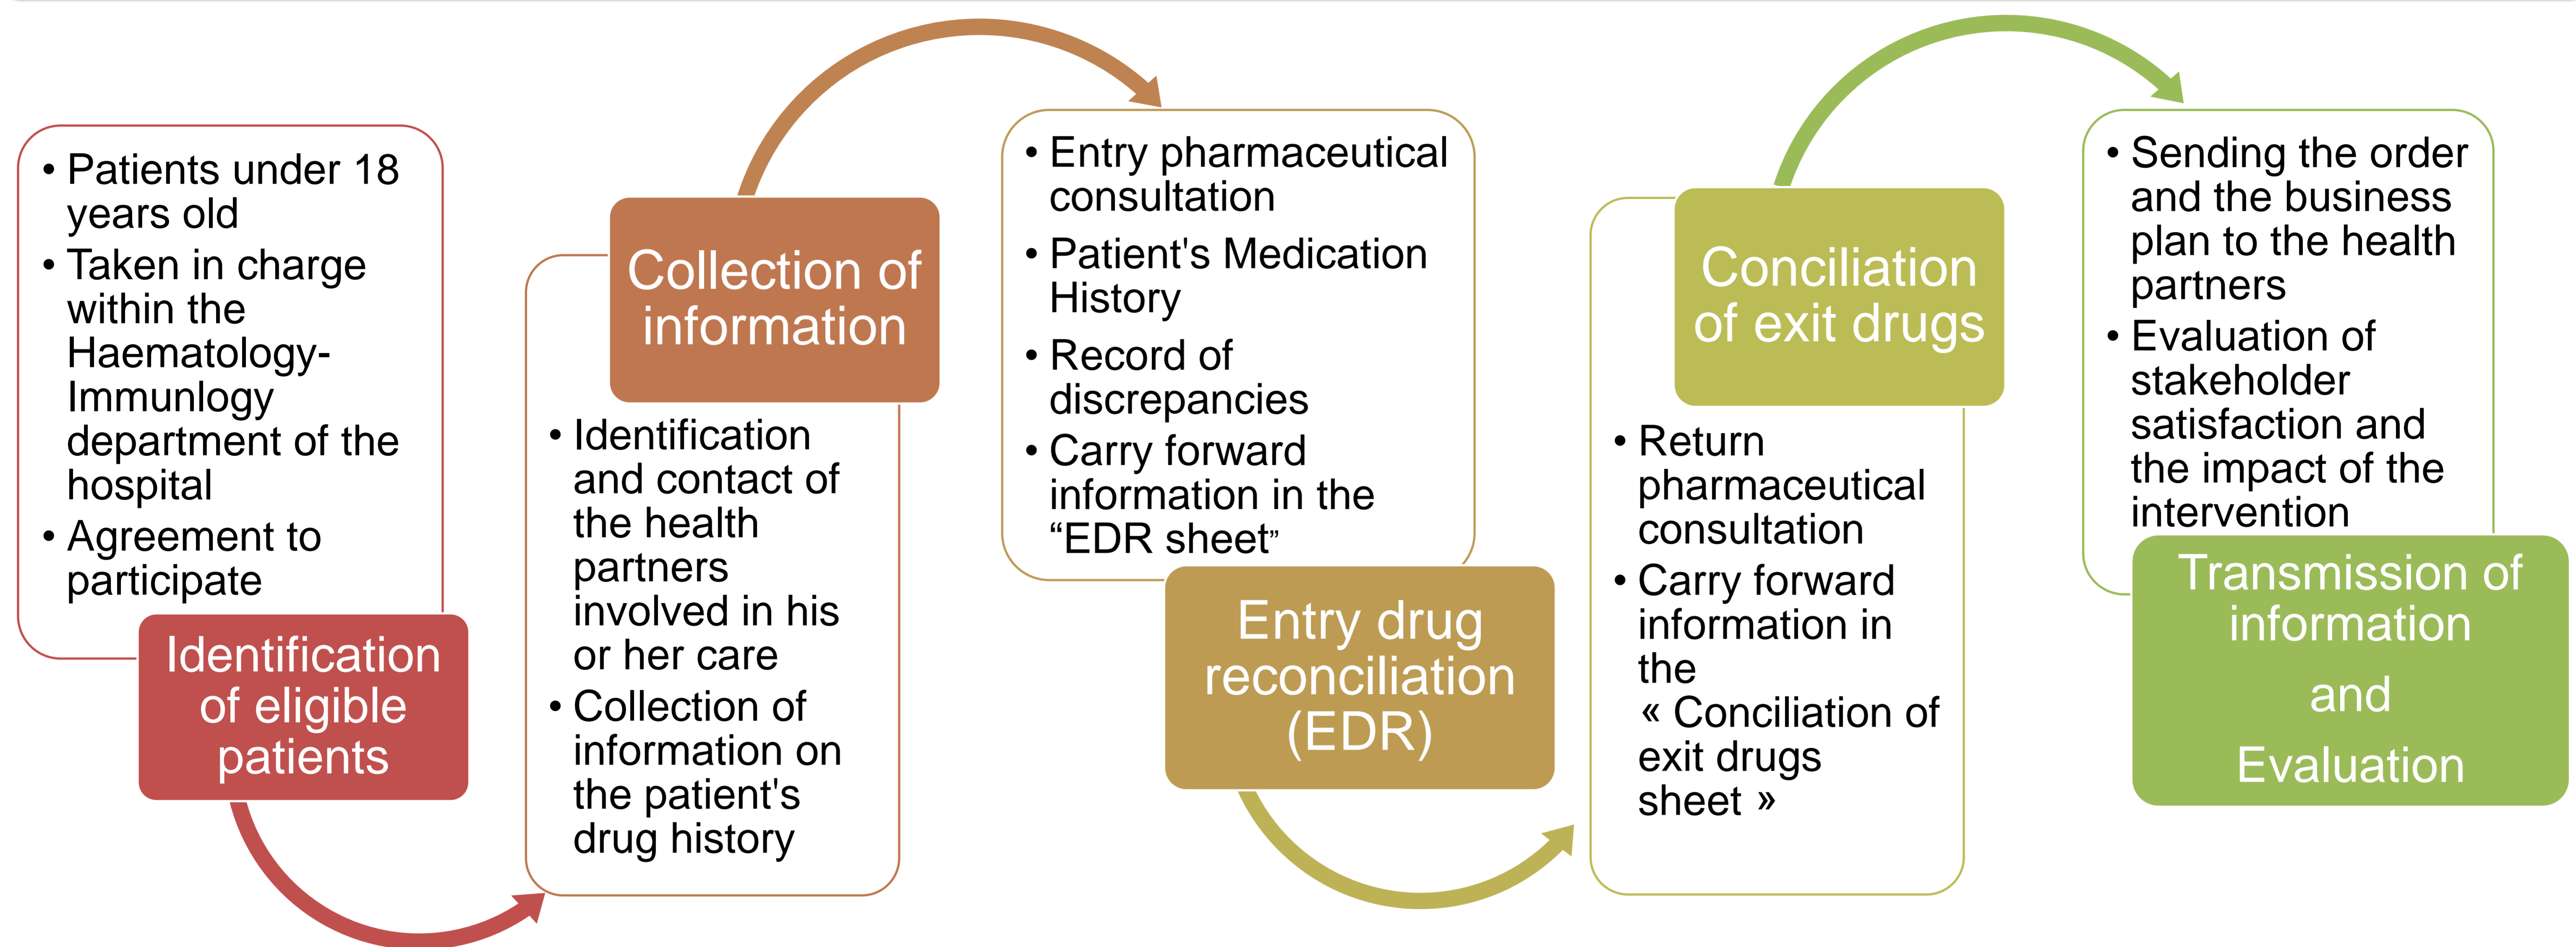 • Patients under 18
years old
• Taken in charge
within the
Haematology-
Immunlogy
department of the
hospital
• Agreement to
participate
Identification
of eligible
patients
Collection of
information
• Identification
and contact of
the health
partners
involved in his
or her care
• Collection of
information on
the patient's
drug history
• Entry pharmaceutical
consultation
• Patient's Medication
History
• Record of
discrepancies
• Carry forward
information in the
“EDR sheet”
Entry drug
reconciliation
(EDR)
Conciliation
of exit drugs
• Return
pharmaceutical
consultation
• Carry forward
information in
the
« Conciliation of
exit drugs
sheet »
• Sending the order
and the business
plan to the health
partners
• Evaluation of
stakeholder
satisfaction and
the impact of the
intervention
Transmission of
information
and
Evaluation